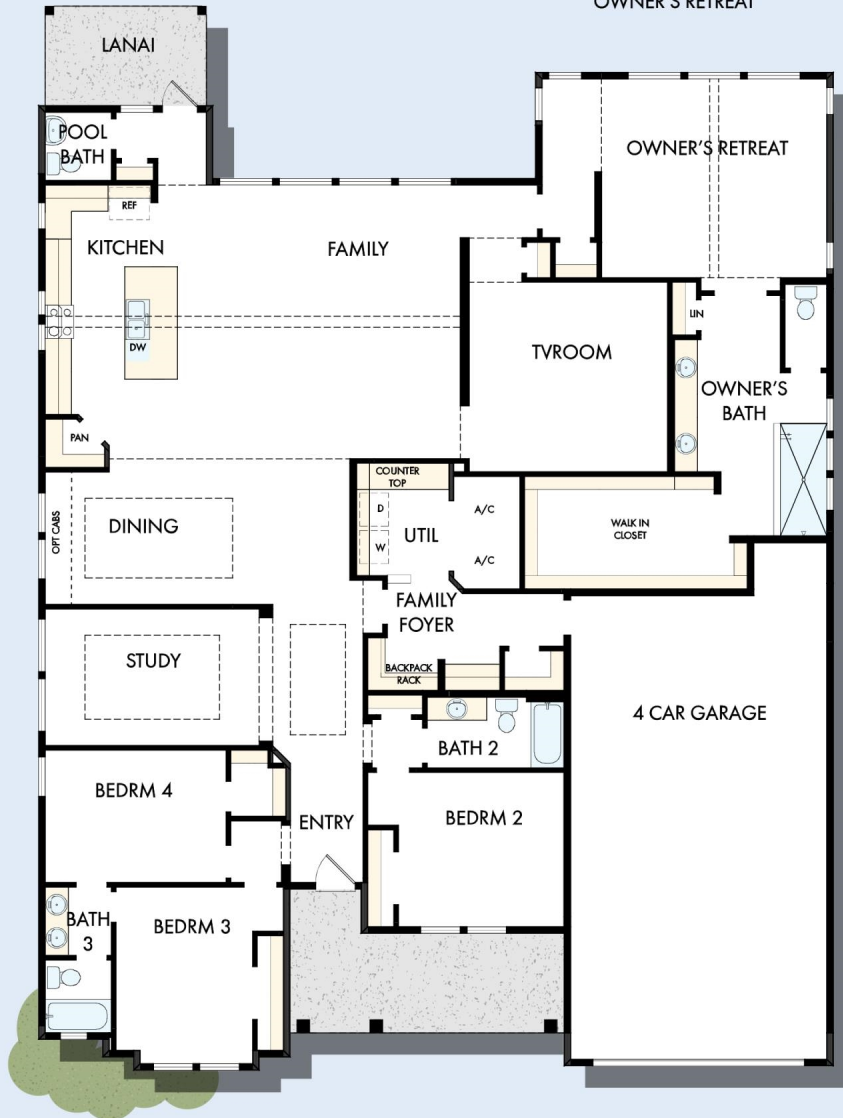 OWNER'S RETREAT
LANAI
POOL
BATH
OWNER'S RETREAT
REF
KITCHEN
FAMILY
LIN
DW
TVROOM
OWNER'S
BATH
PAN
COUNTER
TOP
OPT CABS
DINING
D
A/C
UTIL
W
A/C
WALK IN
CLOSET
FAMILY
FOYER
STUDY
BACKPACK
RACK
4 CAR GARAGE
BATH 2
BEDRM 4
ENTRY
BEDRM 2
BATH
3
BEDRM 3